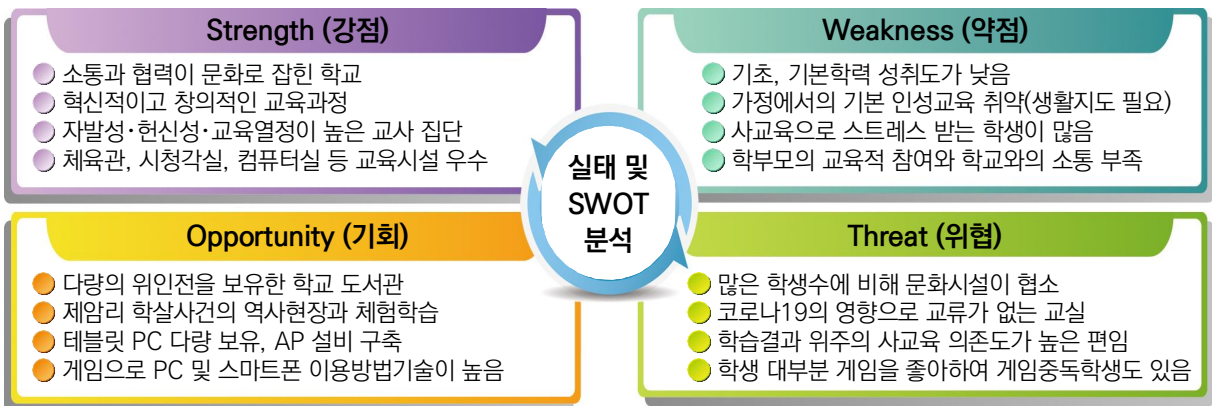 Strength (강점)
소통과 협력이 문화로 잡힌 학교
혁신적이고 창의적인 교육과정
자발성·헌신성·교육열정이 높은 교사 집단
체육관, 시청각실, 컴퓨터실 등 교육시설 우수
Weakness (약점)
기초, 기본학력 성취도가 낮음
가정에서의 기본 인성교육 취약(생활지도 필요)
사교육으로 스트레스 받는 학생이 많음
학부모의 교육적 참여와 학교와의 소통 부족
실태 및
SWOT
분석
Opportunity (기회)
다량의 위인전을 보유한 학교 도서관
제암리 학살사건의 역사현장과 체험학습
테블릿 PC 다량 보유, AP 설비 구축
게임으로 PC 및 스마트폰 이용방법기술이 높음
Threat (위협)
많은 학생수에 비해 문화시설이 협소
코로나19의 영향으로 교류가 없는 교실
학습결과 위주의 사교육 의존도가 높은 편임
학생 대부분 게임을 좋아하여 게임중독학생도 있음